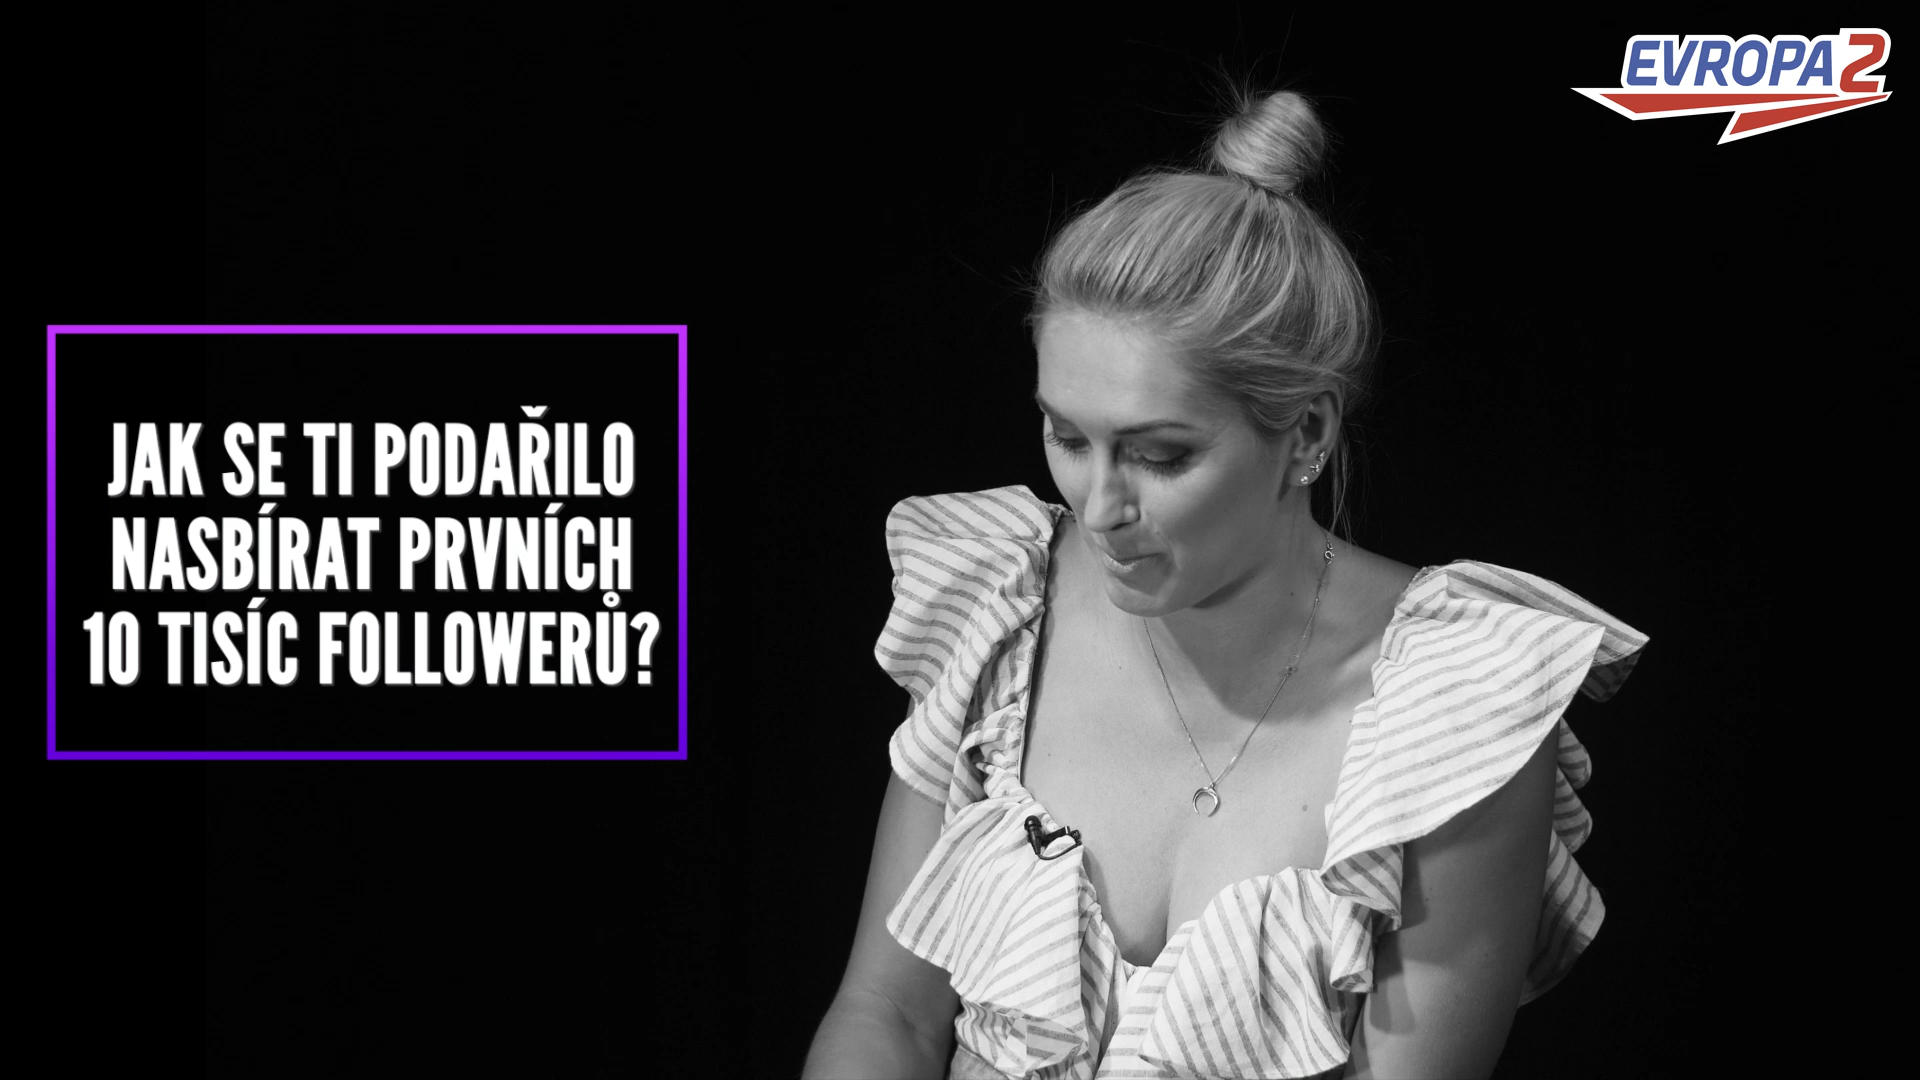 EVROPA 2
JAK SE TI PODAŘILO
NASBÍRAT PRVNÍCH
10 TISÍC FOLLOWERŮ?